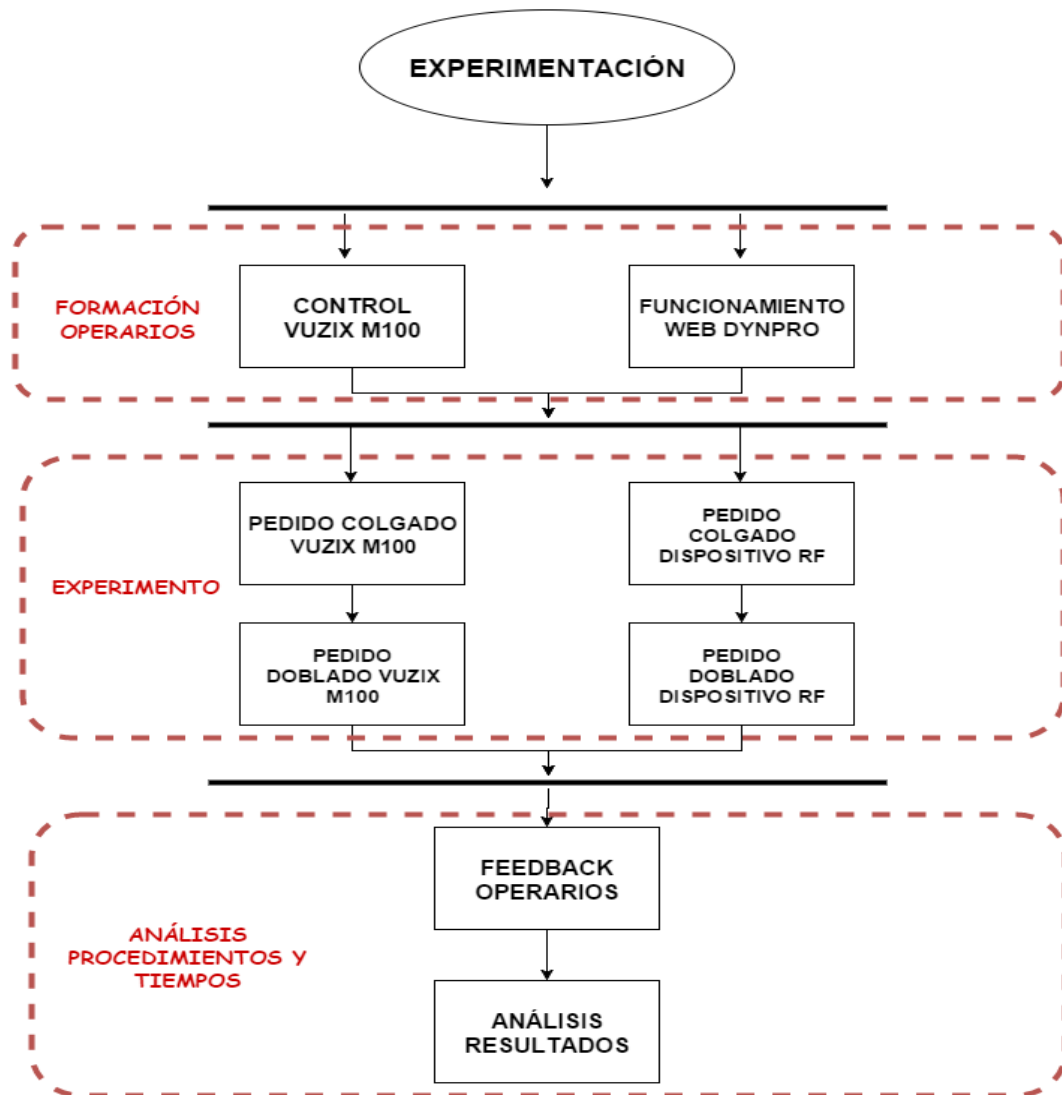 EXPERIMENTACIÓN
FORMACIÓN
OPERARIOS
CONTROL
VUZIX M100
FUNCIONAMIENTO
WEB DYNPRO
EXPERIMENTO
PEDIDO COLGADO
VUZIX M100
PEDIDO
COLGADO
DISPOSITIVO RF
PEDIDO
DOBLADO VUZIX
M100
PEDIDO
DOBLADO
DISPOSITIVO RF
ANÁLISIS
PROCEDIMIENTOS Y
TIEMPOS
FEEDBACK
OPERARIOS
ANÁLISIS
RESULTADOS